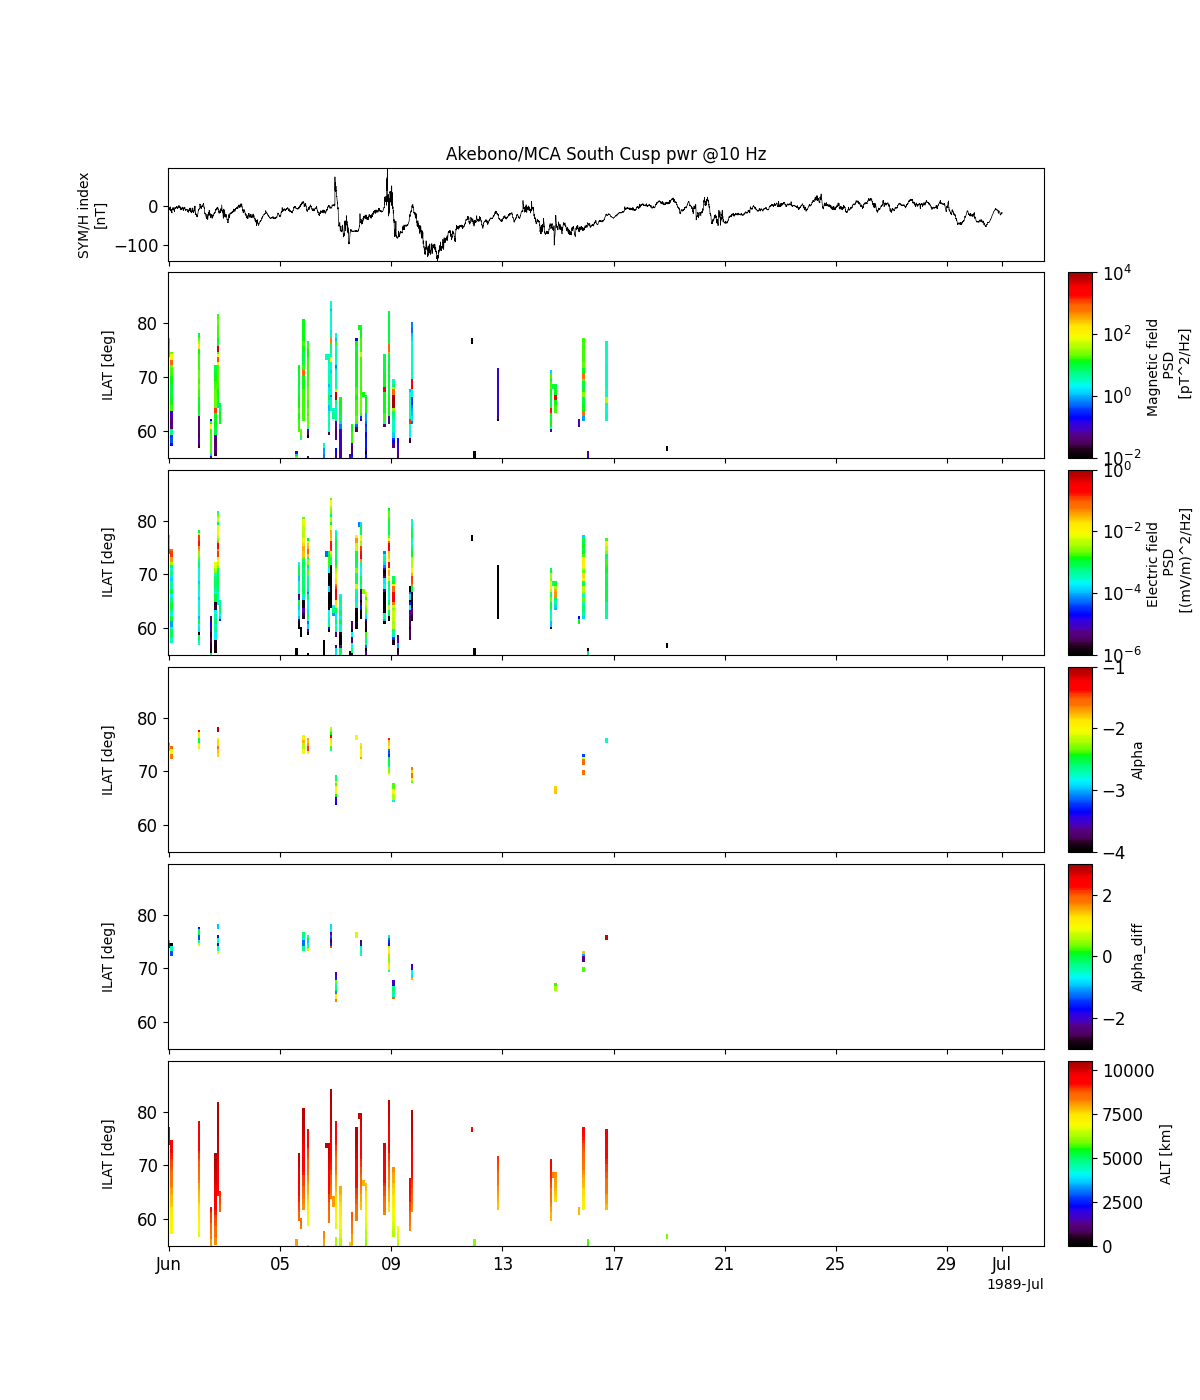 Akebono/MCA South Cusp pwr @10 Hz
SYM/H index
[nT]
0
−100
ILAT [deg]
80
70
60
10^4
10^2
10^0
10^−2
Magnetic field
PSD
[pT^2/Hz]
ILAT [deg]
80
70
60
10^0
10^−2
10^−4
10^−6
Electric field
PSD
[(mV/m)^2/Hz]
ILAT [deg]
80
70
60
−1
−2
−3
−4
Alpha
ILAT [deg]
80
70
60
2
0
−2
Alpha_diff
ILAT [deg]
80
70
60
10000
7500
5000
2500
0
ALT [km]
Jun 05 09 13 17 21 25 29 Jul
1989-Jul